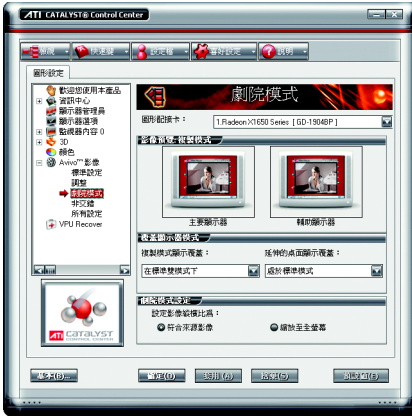 ATI CATALYST® Control Center
檢視 快速鍵 設定檔 喜好設定 說明
圖形設定
歡迎您使用本產品
資訊中心
顯示器管理員
顯示器選項
監視器內容 0
3D
顏色
Avivo™ 影像
標準設定
調整
劇院模式
非交錯
所有設定
VPU Recover
劇院模式
圖形配接卡：
1.Radeon X1650 Series [ GD-1904BP ]
影像預覽: 複製模式
主要顯示器 輔助顯示器
覆蓋顯示器模式
複製模式顯示覆蓋： 延伸的桌面顯示覆蓋：
在標準雙模式下 處於標準模式
劇院模式設定
設定影像縱橫比為：
符合來源影像 縮放至全螢幕
ATI CATALYST
CONTROL CENTER
基本(B)... 確定(O) 套用(A) 預設值(E)